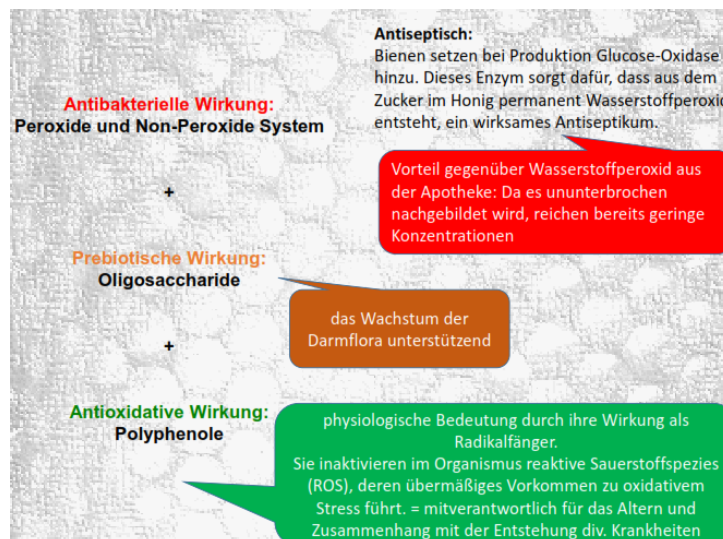 Antiseptisch:
Bienen setzen bei Produktion Glucose-Oxidase
hinzu. Dieses Enzym sorgt dafür, dass aus dem
Zucker im Honig permanent Wasserstoffperoxid
entsteht, ein wirksames Antiseptikum.
Antibakterielle Wirkung:
Peroxide und Non-Peroxide System
Vorteil gegenüber Wasserstoffperoxid aus
der Apotheke: Da es ununterbrochen
nachgebildet wird, reichen bereits geringe
Konzentrationen
+
Prebiotische Wirkung:
Oligosaccharide
das Wachstum der
Darmflora unterstützend
+
Antioxidative Wirkung:
Polyphenole
physiologische Bedeutung durch ihre Wirkung als
Radikalfänger.
Sie inaktivieren im Organismus reaktive Sauerstoffspezies
(ROS), deren übermäßiges Vorkommen zu oxidativem
Stress führt. = mitverantwortlich für das Altern und
Zusammenhang mit der Entstehung div. Krankheiten